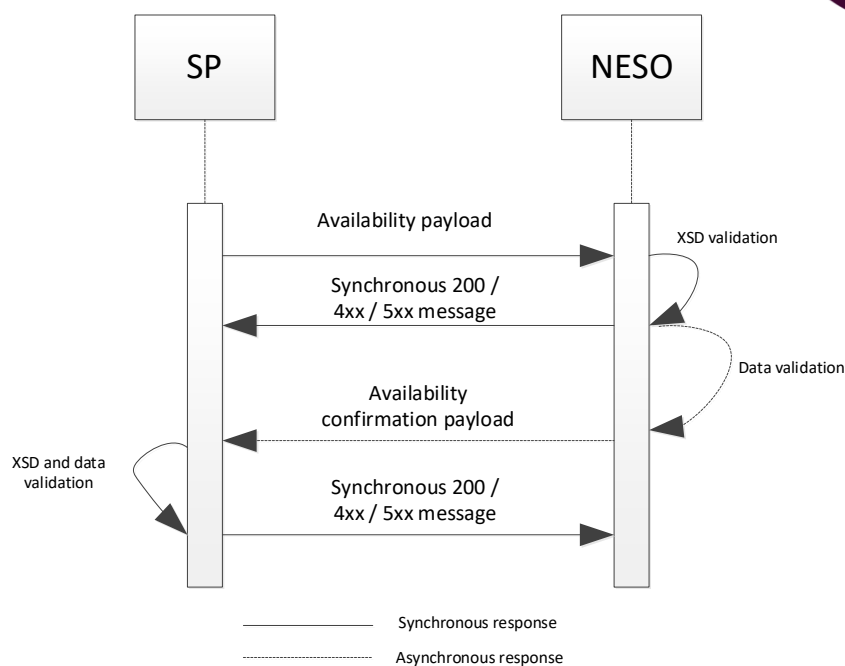 SP
NESO
Availability payload
XSD validation
Synchronous 200 /
4xx / 5xx message
Data validation
Availability
confirmation payload
XSD and data
validation
Synchronous 200 /
4xx / 5xx message
Synchronous response
Asynchronous response